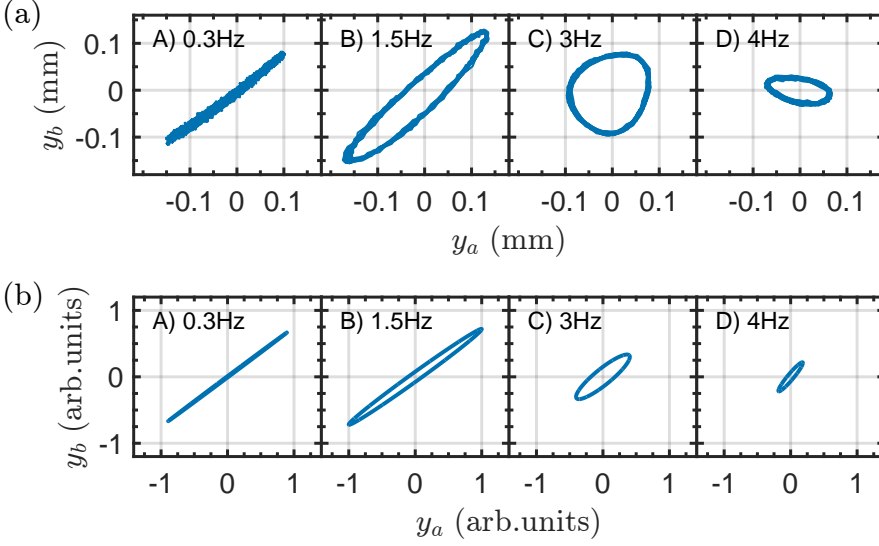 (a)
A) 0.3Hz B) 1.5Hz C) 3Hz D) 4Hz
0.1
0
-0.1
y_b (mm)
-0.1 0 0.1 -0.1 0 0.1 -0.1 0 0.1 -0.1 0 0.1
y_a (mm)
(b)
A) 0.3Hz B) 1.5Hz C) 3Hz D) 4Hz
1
0
-1
y_b (arb.units)
-1 0 1 -1 0 1 -1 0 1 -1 0 1
y_a (arb.units)